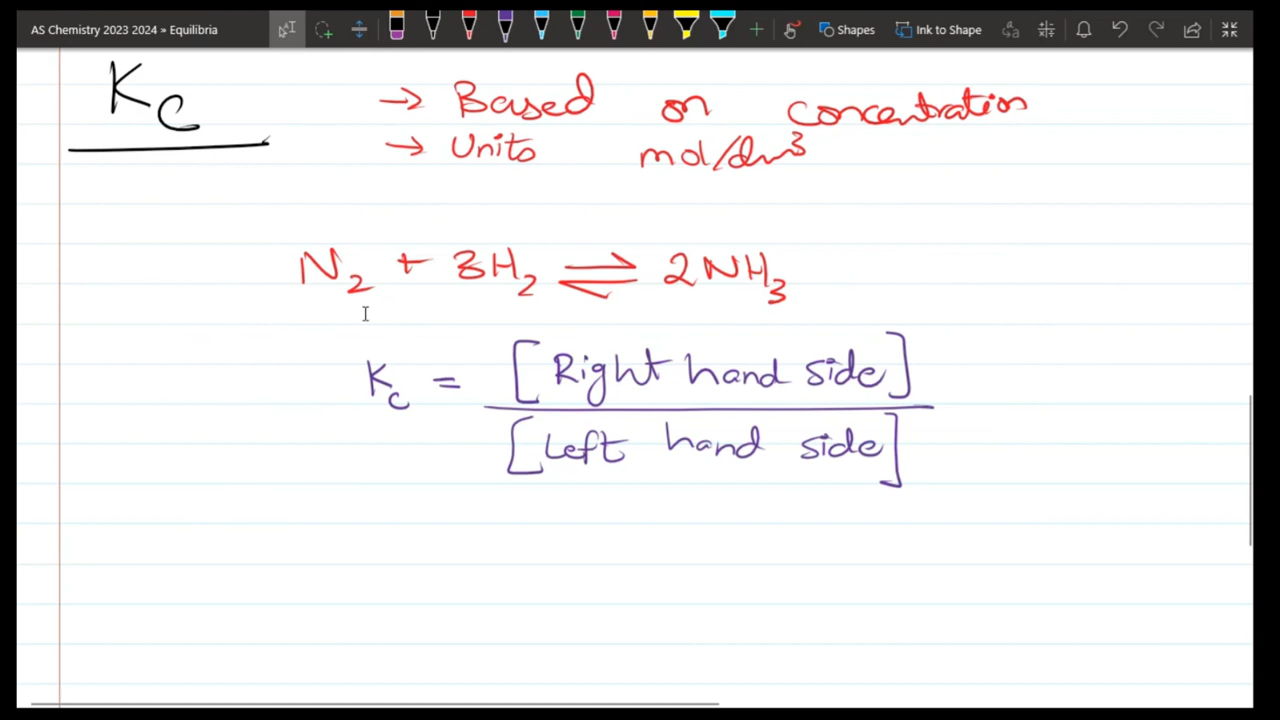 AS Chemistry 2023 2024 » Equilibria
Shapes
Ink to Shape
Kc
→ Based on concentration
→ Units mol/dm³
N₂ + 3H₂ ⇌ 2NH₃
Kc = [Right hand side]
[Left hand side]